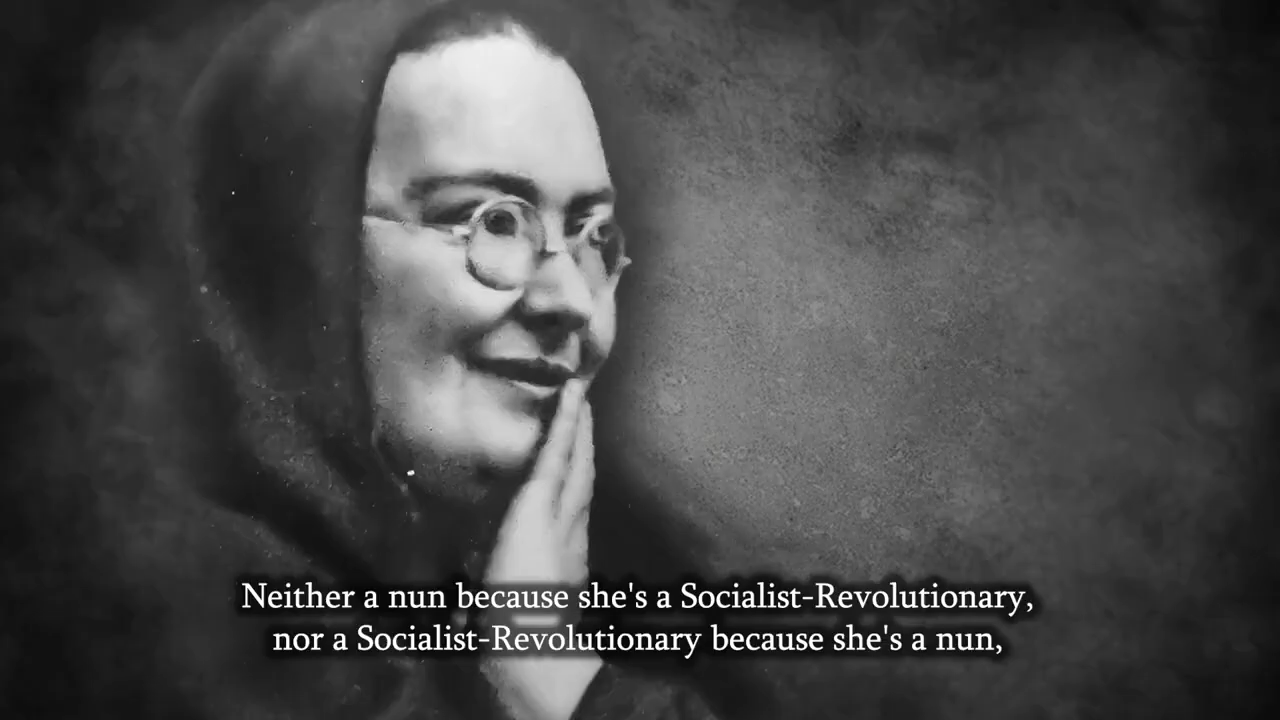 Neither a nun because she's a Socialist-Revolutionary,
nor a Socialist-Revolutionary because she's a nun,